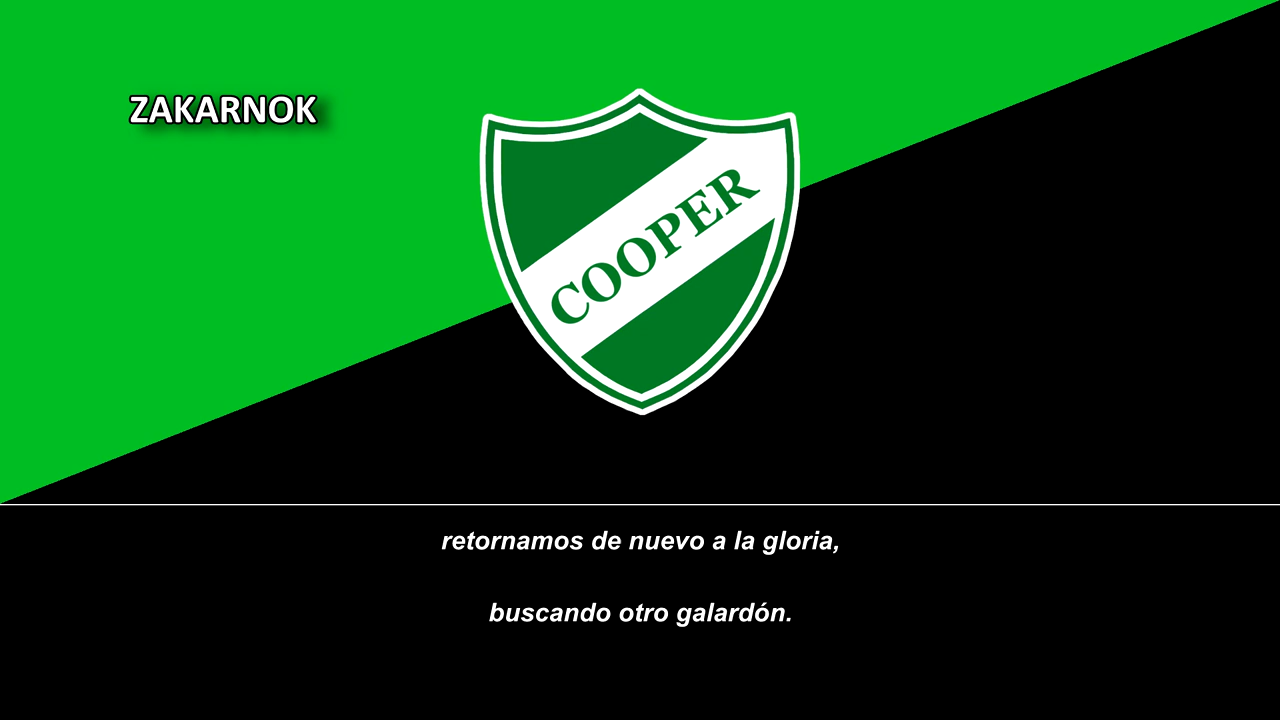 ZAKARNOK
COOPER
retornamos de nuevo a la gloria,
buscando otro galardón.